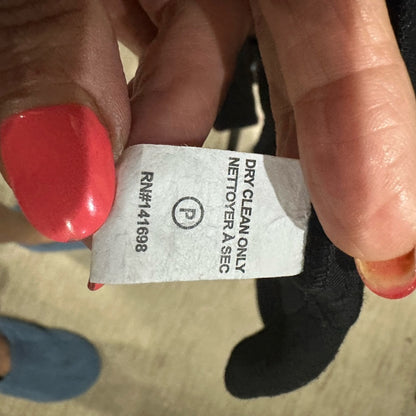 DRY CLEAN ONLY
NETTOYER À SEC
P
RN#141698